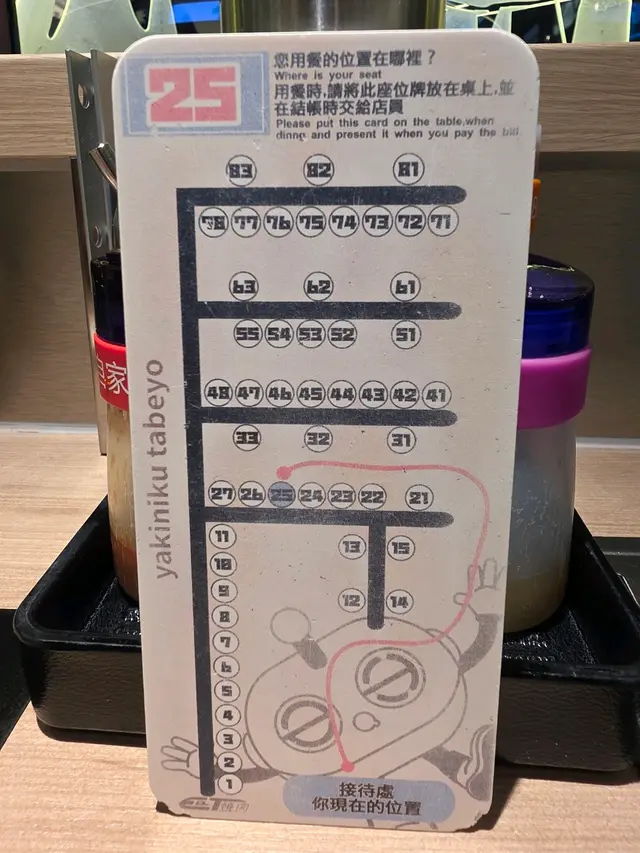 25
您用餐的位置在哪裡？
Where is your seat
用餐時,請將此座位牌放在桌上,並
在結帳時交給店員
Please put this card on the table,when
dinng and present it when you pay the bill
83 82 81
78 77 76 75 74 73 72 71
63 62 61
55 54 53 52 51
48 47 46 45 44 43 42 41
33 32 31
27 26 25 24 23 22 21
11
10
9
8
7
6
5
4
3
2
1
13 15
12 14
yakiniku tabeyo
接待處
你現在的位置
自家